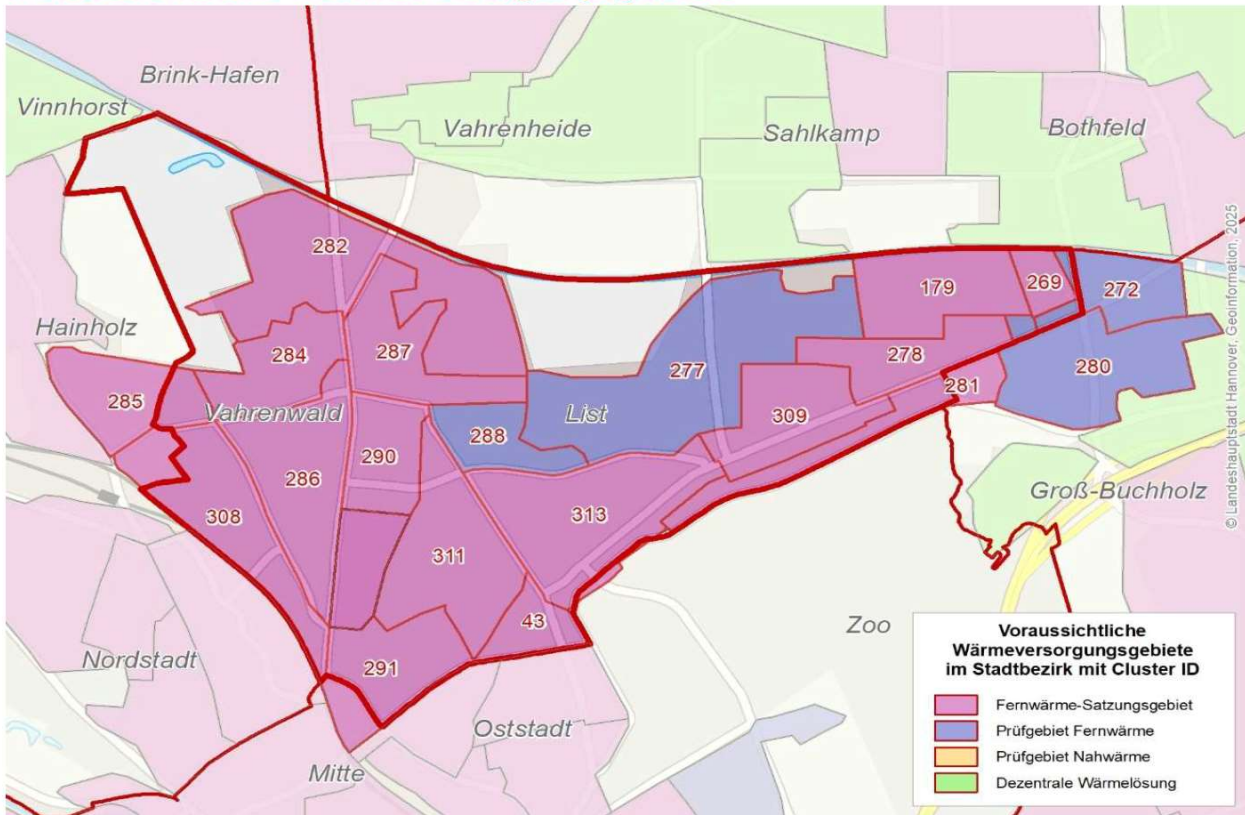 Brink-Hafen
Vinnhorst
Vahrenheide
Sahlkamp
Bothfeld
282
179
269
272
Hainholz
284
287
277
278
280
281
285
Vahrenwald
List
309
288
290
286
Groß-Buchholz
308
313
311
Zoo
43
Nordstadt
291
Oststadt
Mitte
Voraussichtliche
Wärmeversorgungsgebiete
im Stadtbezirk mit Cluster ID
Fernwärme-Satzungsgebiet
Prüfgebiet Fernwärme
Prüfgebiet Nahwärme
Dezentrale Wärmelösung
© Landeshauptstadt Hannover, Geoinformation, 2025